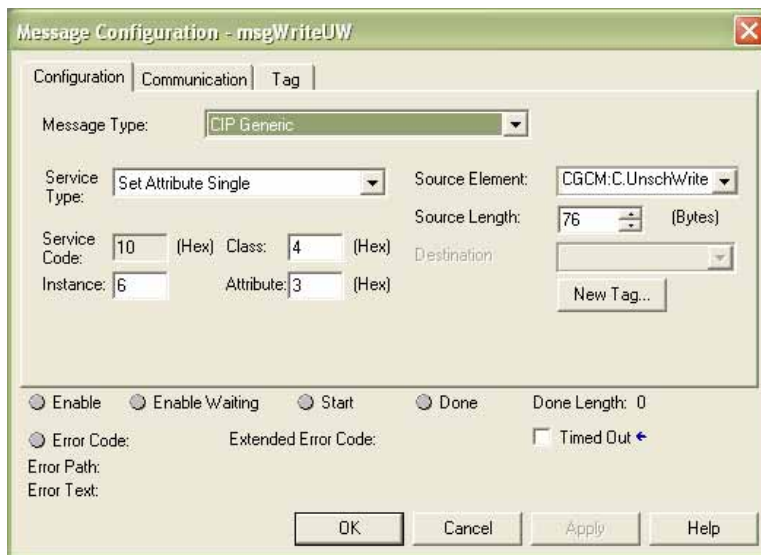 Message Configuration - msgWriteUW
Configuration Communication Tag
Message Type: CIP Generic
Service Type: Set Attribute Single
Source Element: CGCM:C.UnschWrite
Source Length: 76 (Bytes)
Service Code: 10 (Hex) Class: 4 (Hex)
Destination
Instance: 6 Attribute: 3 (Hex)
New Tag...
Enable Enable Waiting Start Done Done Length: 0
Error Code: Extended Error Code: Timed Out ←
Error Path:
Error Text:
OK Cancel Apply Help